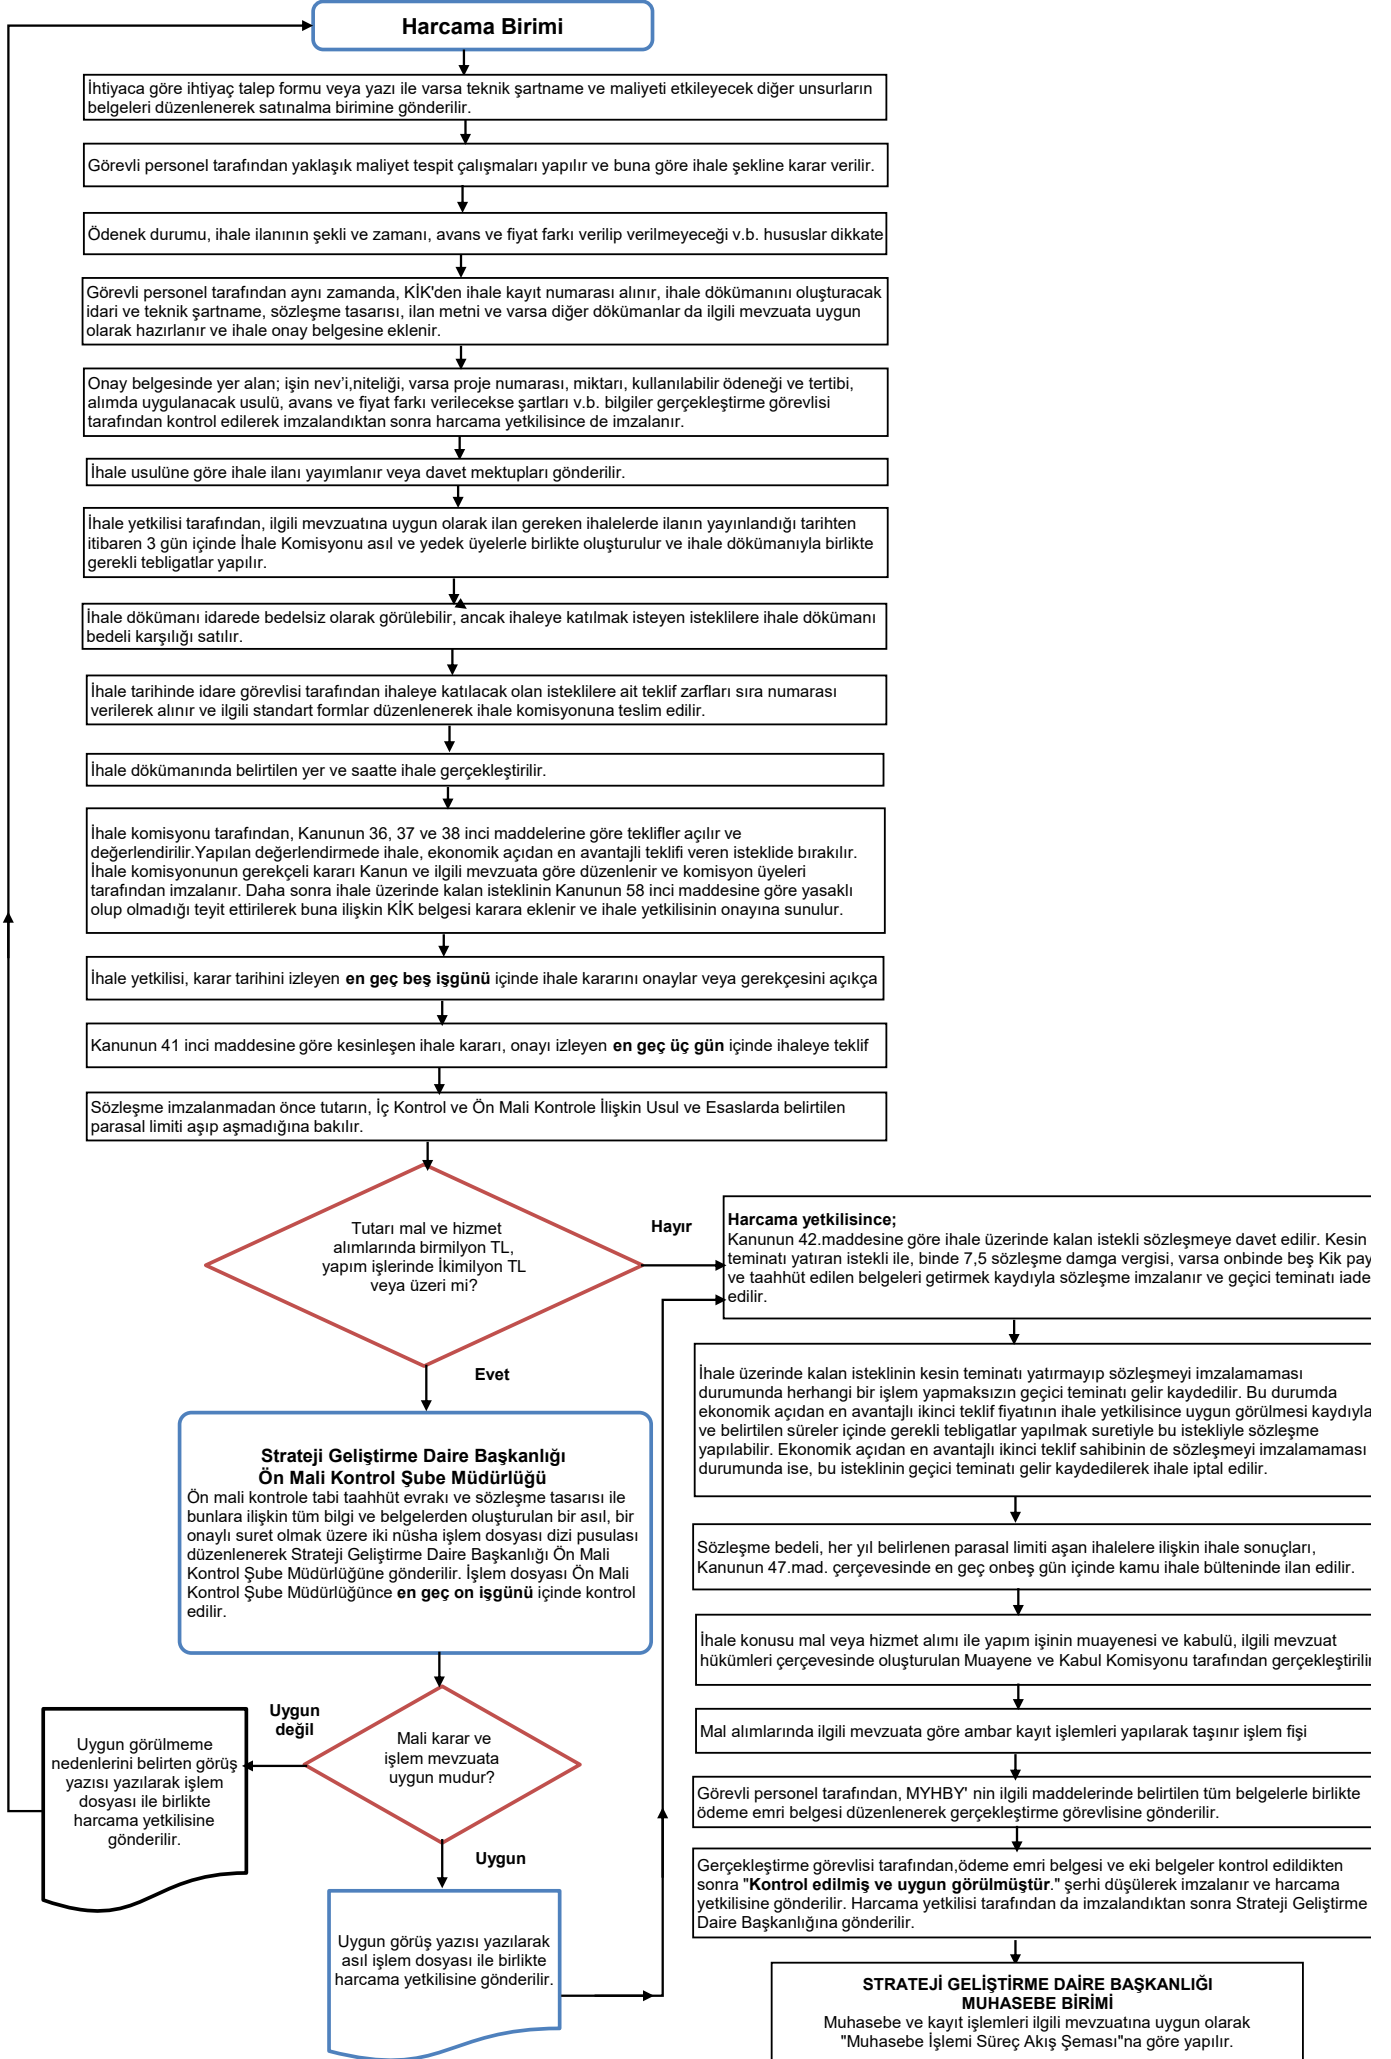 Harcama Birimi
İhtiyaca göre ihtiyaç talep formu veya yazı ile varsa teknik şartname ve maliyeti etkileyecek diğer unsurların
belgeleri düzenlenerek satınalma birimine gönderilir.
Görevli personel tarafından yaklaşık maliyet tespit çalışmaları yapılır ve buna göre ihale şekline karar verilir.
Ödenek durumu, ihale ilanının şekli ve zamanı, avans ve fiyat farkı verilip verilmeyeceği v.b. hususlar dikkate
Görevli personel tarafından aynı zamanda, KİK'den ihale kayıt numarası alınır, ihale dökümanını oluşturacak
idari ve teknik şartname, sözleşme tasarısı, ilan metni ve varsa diğer dökümanlar da ilgili mevzuata uygun
olarak hazırlanır ve ihale onay belgesine eklenir.
Onay belgesinde yer alan; işin nev’i,niteliği, varsa proje numarası, miktarı, kullanılabilir ödeneği ve tertibi,
alımda uygulanacak usulü, avans ve fiyat farkı verilecekse şartları v.b. bilgiler gerçekleştirme görevlisi
tarafından kontrol edilerek imzalandıktan sonra harcama yetkilisince de imzalanır.
İhale usulüne göre ihale ilanı yayımlanır veya davet mektupları gönderilir.
İhale yetkilisi tarafından, ilgili mevzuatına uygun olarak ilan gereken ihalelerde ilanın yayınlandığı tarihten
itibaren 3 gün içinde İhale Komisyonu asıl ve yedek üyelerle birlikte oluşturulur ve ihale dökümanıyla birlikte
gerekli tebligatlar yapılır.
İhale dökümanı idarede bedelsiz olarak görülebilir, ancak ihaleye katılmak isteyen isteklilere ihale dökümanı
bedeli karşılığı satılır.
İhale tarihinde idare görevlisi tarafından ihaleye katılacak olan isteklilere ait teklif zarfları sıra numarası
verilerek alınır ve ilgili standart formlar düzenlenerek ihale komisyonuna teslim edilir.
İhale dökümanında belirtilen yer ve saatte ihale gerçekleştirilir.
İhale komisyonu tarafından, Kanunun 36, 37 ve 38 inci maddelerine göre teklifler açılır ve
değerlendirilir.Yapılan değerlendirmede ihale, ekonomik açıdan en avantajli teklifi veren isteklide bırakılır.
İhale komisyonunun gerekçeli kararı Kanun ve ilgili mevzuata göre düzenlenir ve komisyon üyeleri
tarafından imzalanır. Daha sonra ihale üzerinde kalan isteklinin Kanunun 58 inci maddesine göre yasaklı
olup olmadığı teyit ettirilerek buna ilişkin KİK belgesi karara eklenir ve ihale yetkilisinin onayına sunulur.
İhale yetkilisi, karar tarihini izleyen en geç beş işgünü içinde ihale kararını onaylar veya gerekçesini açıkça
Kanunun 41 inci maddesine göre kesinleşen ihale kararı, onayı izleyen en geç üç gün içinde ihaleye teklif
Sözleşme imzalanmadan önce tutarın, İç Kontrol ve Ön Mali Kontrole İlişkin Usul ve Esaslarda belirtilen
parasal limiti aşıp aşmadığına bakılır.
Tutarı mal ve hizmet
alımlarında birmilyon TL,
yapım işlerinde İkimilyon TL
veya üzeri mi?
Hayır
Evet
Harcama yetkilisince;
Kanunun 42.maddesine göre ihale üzerinde kalan istekli sözleşmeye davet edilir. Kesin
teminatı yatıran istekli ile, binde 7,5 sözleşme damga vergisi, varsa onbinde beş Kik pay
ve taahhüt edilen belgeleri getirmek kaydıyla sözleşme imzalanır ve geçici teminatı iade
edilir.
İhale üzerinde kalan isteklinin kesin teminatı yatırmayıp sözleşmeyi imzalamaması
durumunda herhangi bir işlem yapmaksızın geçici teminatı gelir kaydedilir. Bu durumda
ekonomik açıdan en avantajlı ikinci teklif fiyatının ihale yetkilisince uygun görülmesi kaydıyla
ve belirtilen süreler içinde gerekli tebligatlar yapılmak suretiyle bu istekliyle sözleşme
yapılabilir. Ekonomik açıdan en avantajlı ikinci teklif sahibinin de sözleşmeyi imzalamaması
durumunda ise, bu isteklinin geçici teminatı gelir kaydedilerek ihale iptal edilir.
Strateji Geliştirme Daire Başkanlığı
Ön Mali Kontrol Şube Müdürlüğü
Ön mali kontrole tabi taahhüt evrakı ve sözleşme tasarısı ile
bunlara ilişkin tüm bilgi ve belgelerden oluşturulan bir asıl, bir
onaylı suret olmak üzere iki nüsha işlem dosyası dizi pusulası
düzenlenerek Strateji Geliştirme Daire Başkanlığı Ön Mali
Kontrol Şube Müdürlüğüne gönderilir. İşlem dosyası Ön Mali
Kontrol Şube Müdürlüğünce en geç on işgünü içinde kontrol
edilir.
Sözleşme bedeli, her yıl belirlenen parasal limiti aşan ihalelere ilişkin ihale sonuçları,
Kanunun 47.mad. çerçevesinde en geç onbeş gün içinde kamu ihale bülteninde ilan edilir.
İhale konusu mal veya hizmet alımı ile yapım işinin muayenesi ve kabulü, ilgili mevzuat
hükümleri çerçevesinde oluşturulan Muayene ve Kabul Komisyonu tarafından gerçekleştirilir
Mal alımlarında ilgili mevzuata göre ambar kayıt işlemleri yapılarak taşınır işlem fişi
Görevli personel tarafından, MYHBY' nin ilgili maddelerinde belirtilen tüm belgelerle birlikte
ödeme emri belgesi düzenlenerek gerçekleştirme görevlisine gönderilir.
Gerçekleştirme görevlisi tarafından,ödeme emri belgesi ve eki belgeler kontrol edildikten
sonra "Kontrol edilmiş ve uygun görülmüştür." şerhi düşülerek imzalanır ve harcama
yetkilisine gönderilir. Harcama yetkilisi tarafından da imzalandıktan sonra Strateji Geliştirme
Daire Başkanlığına gönderilir.
Uygun
değil
Mali karar ve
işlem mevzuata
uygun mudur?
Uygun görülmeme
nedenlerini belirten görüş
yazısı yazılarak işlem
dosyası ile birlikte
harcama yetkilisine
gönderilir.
Uygun
Uygun görüş yazısı yazılarak
asıl işlem dosyası ile birlikte
harcama yetkilisine gönderilir.
STRATEJİ GELİŞTİRME DAİRE BAŞKANLIĞI
MUHASEBE BİRİMİ
Muhasebe ve kayıt işlemleri ilgili mevzuatına uygun olarak
"Muhasebe İşlemi Süreç Akış Şeması"na göre yapılır.